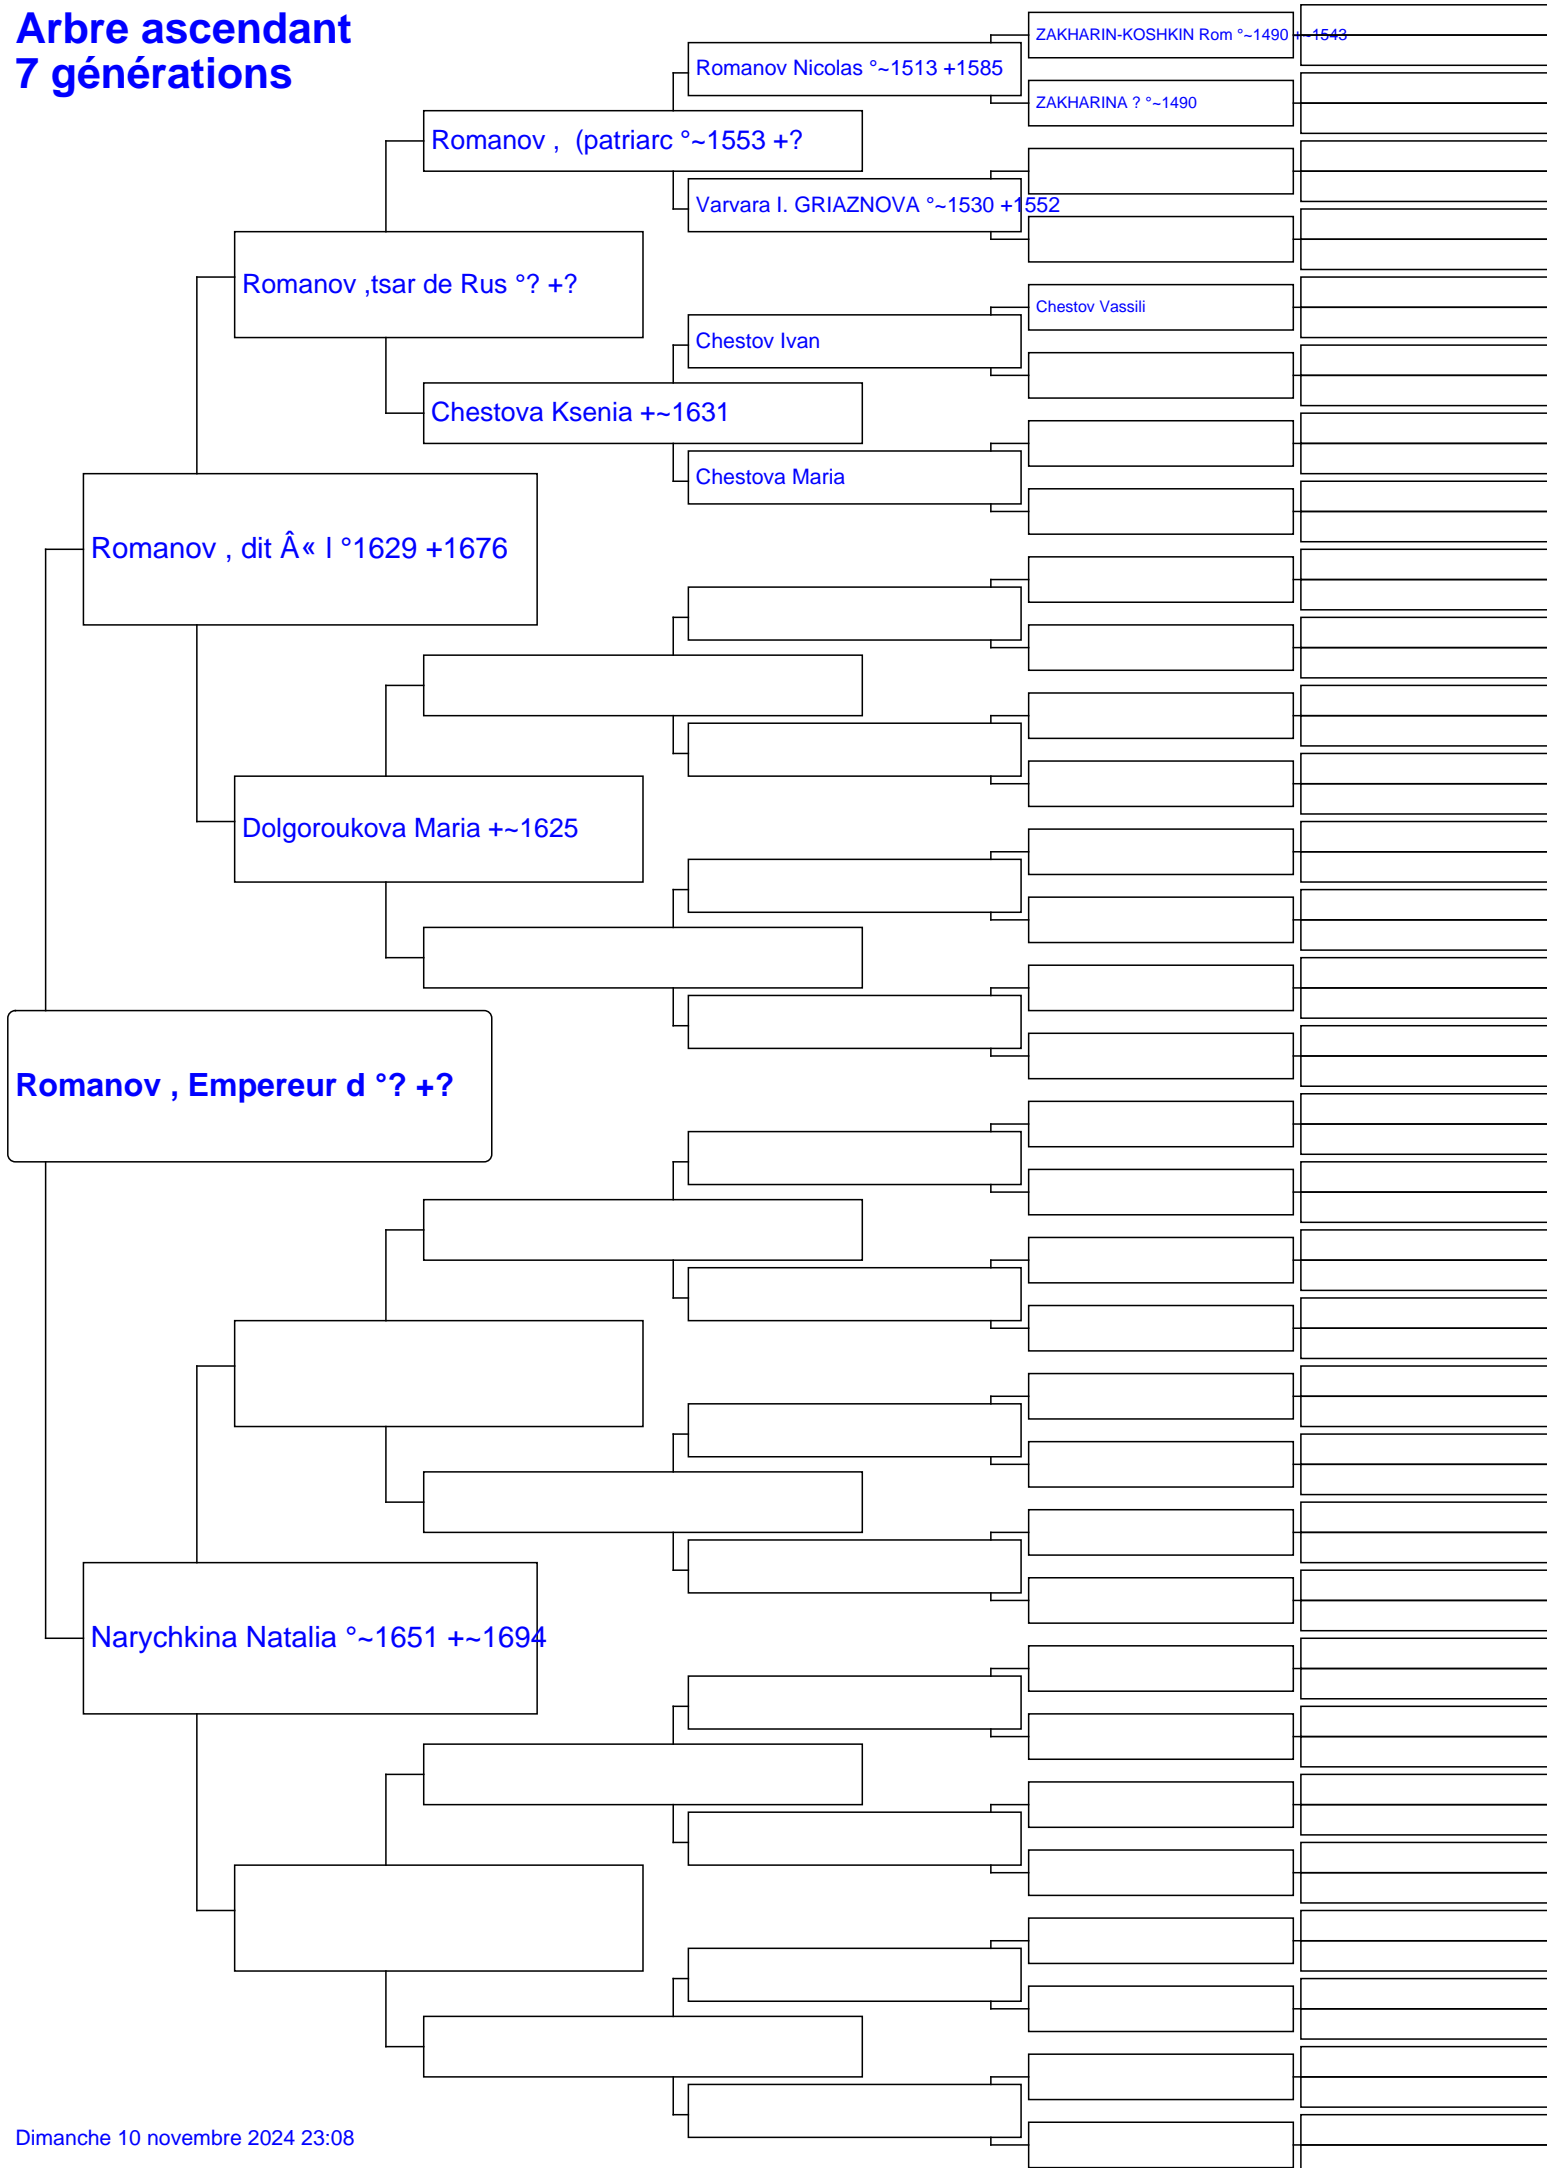 Arbre ascendant
7 générations
ZAKHARIN-KOSHKIN Rom °~1490 +~1543
Romanov Nicolas °~1513 +1585
ZAKHARINA ? °~1490
Romanov ,  (patriarc °~1553 +?
Varvara I. GRIAZNOVA °~1530 +1552
Romanov ,tsar de Rus °? +?
Chestov Vassili
Chestov Ivan
Chestova Ksenia +~1631
Chestova Maria
Romanov , dit Â« l °1629 +1676
Dolgoroukova Maria +~1625
Romanov , Empereur d °? +?
Narychkina Natalia °~1651 +~1694
Dimanche 10 novembre 2024 23:08